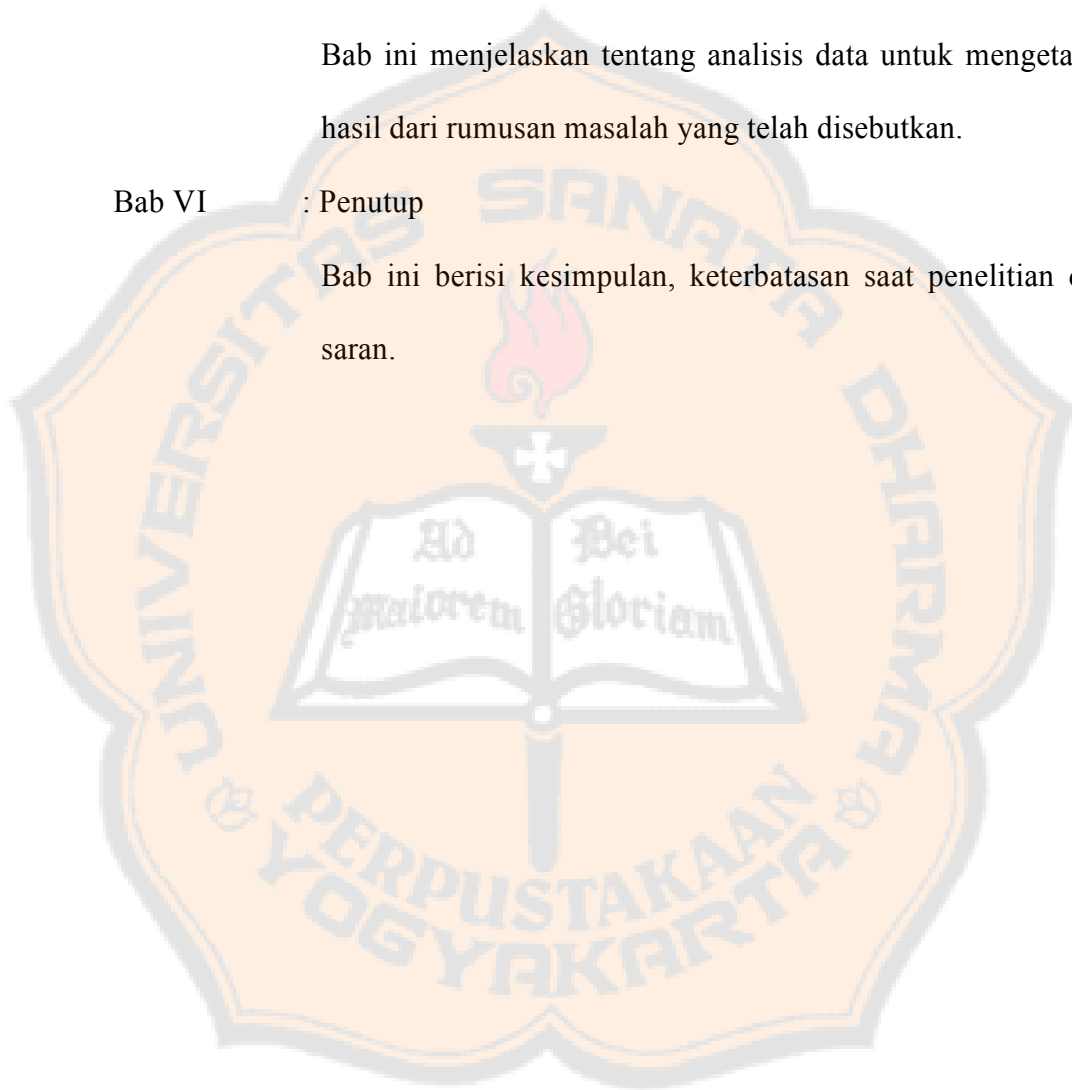 Bab ini menjelaskan tentang analisis data untuk mengeta
hasil dari rumusan masalah yang telah disebutkan.
Bab VI : Penutup
Bab ini berisi kesimpulan, keterbatasan saat penelitian
saran.
UNIVERSITAS SANATA DHARMA
Ad Dei
Maiorem Gloriam
PERPUSTAKAAN
YOGYAKARTA